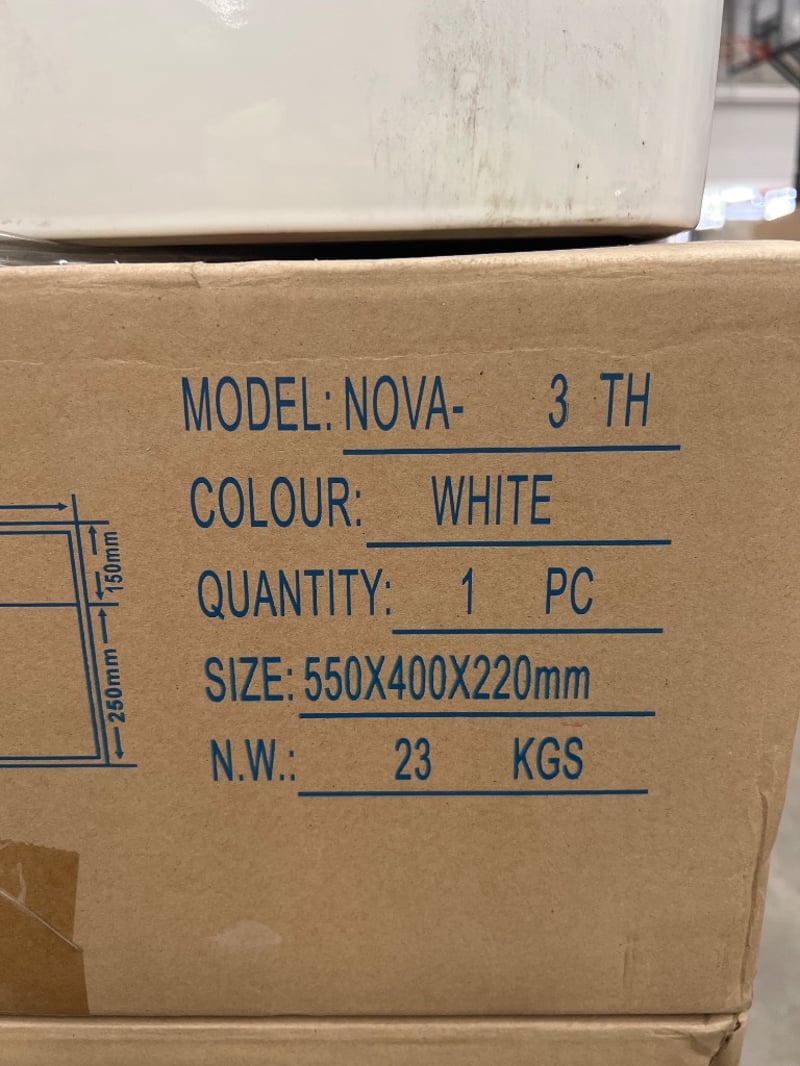 MODEL: NOVA- 3 TH
COLOUR: WHITE
QUANTITY: 1 PC
SIZE: 550X400X220mm
N.W.: 23 KGS
150mm
250mm